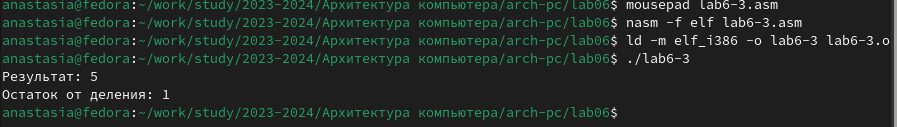 anastasia@fedora:~/work/study/2023-2024/Архитектура компьютера/arch-pc/lab06$ mousepad lab6-3.asm
anastasia@fedora:~/work/study/2023-2024/Архитектура компьютера/arch-pc/lab06$ nasm -f elf lab6-3.asm
anastasia@fedora:~/work/study/2023-2024/Архитектура компьютера/arch-pc/lab06$ ld -m elf_i386 -o lab6-3 lab6-3.o
anastasia@fedora:~/work/study/2023-2024/Архитектура компьютера/arch-pc/lab06$ ./lab6-3
Результат: 5
Остаток от деления: 1
anastasia@fedora:~/work/study/2023-2024/Архитектура компьютера/arch-pc/lab06$